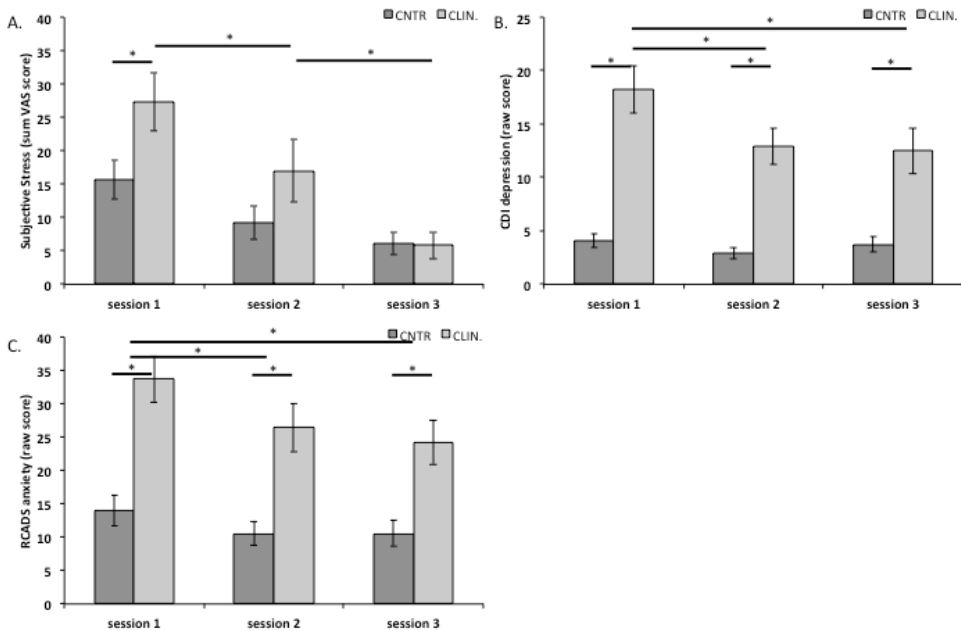 A.
CNTR CLIN.
Subjective Stress (sum VAS score)
40
35
30
25
20
15
10
5
0
* * *
session 1 session 2 session 3
B.
CNTR CLIN.
CDI depression (raw score)
25
20
15
10
5
0
*
*
* * *
session 1 session 2 session 3
C.
CNTR CLIN.
RCADS anxiety (raw score)
40
35
30
25
20
15
10
5
0
*
*
* * *
session 1 session 2 session 3